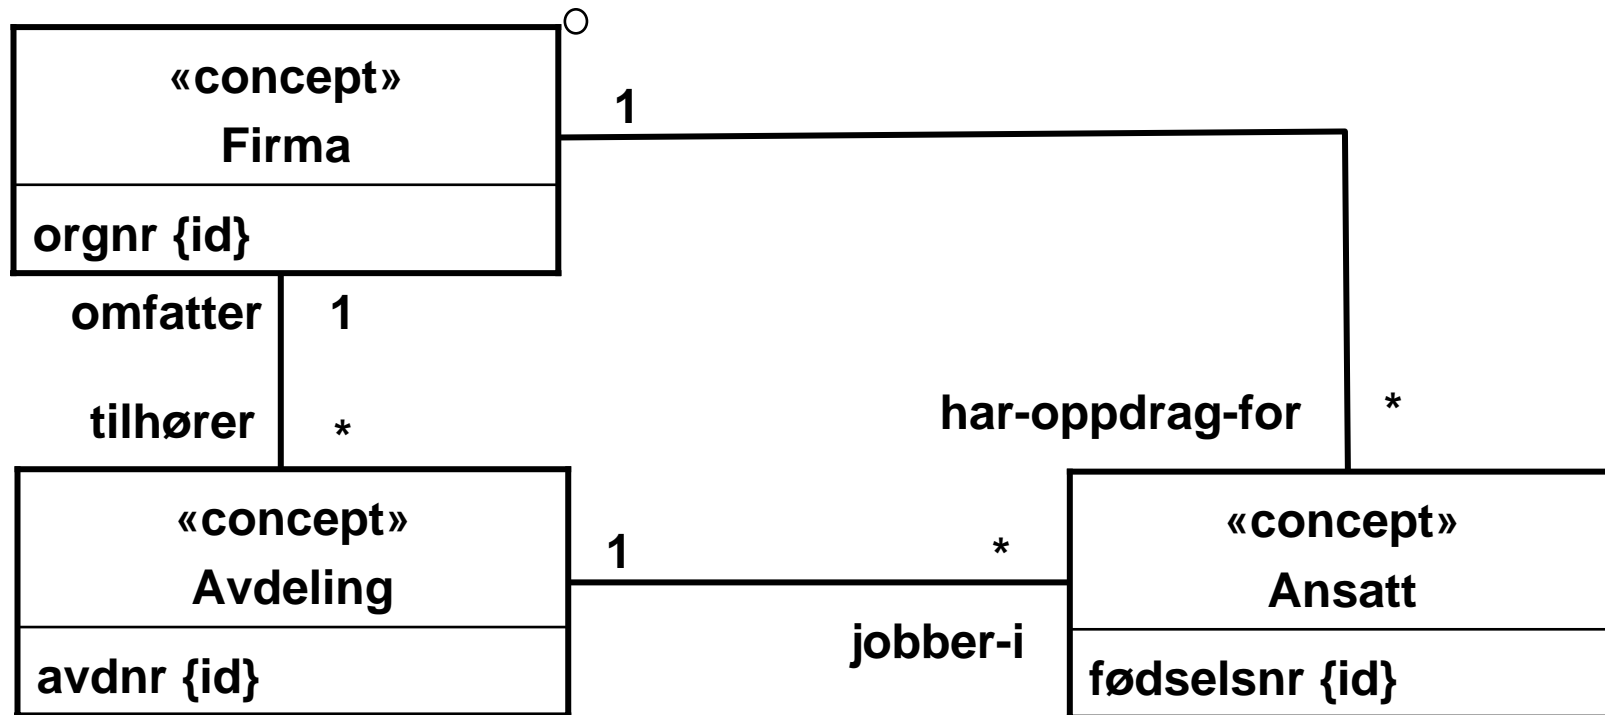 «concept»
Firma
orgnr {id}
1
omfatter 1
tilhører *
har-oppdrag-for *
«concept»
Avdeling
avdnr {id}
1 *
jobber-i
«concept»
Ansatt
fødselsnr {id}